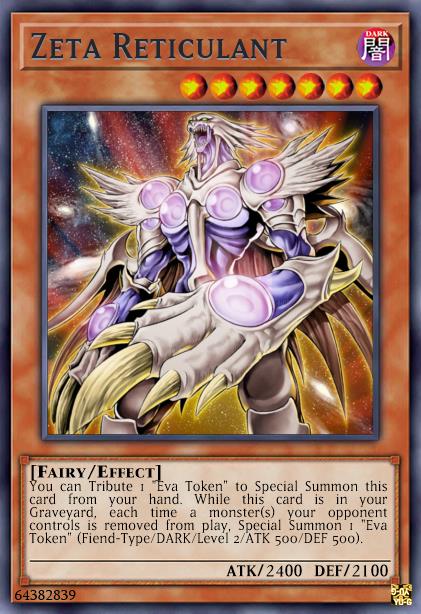 ZETA RETICULANT
DARK
闇
[FAIRY/EFFECT]
You can Tribute 1 "Eva Token" to Special Summon this
card from your hand. While this card is in your
Graveyard, each time a monster(s) your opponent
controls is removed from play, Special Summon 1 "Eva
Token" (Fiend-Type/DARK/Level 2/ATK 500/DEF 500).
ATK/2400 DEF/2100
64382839